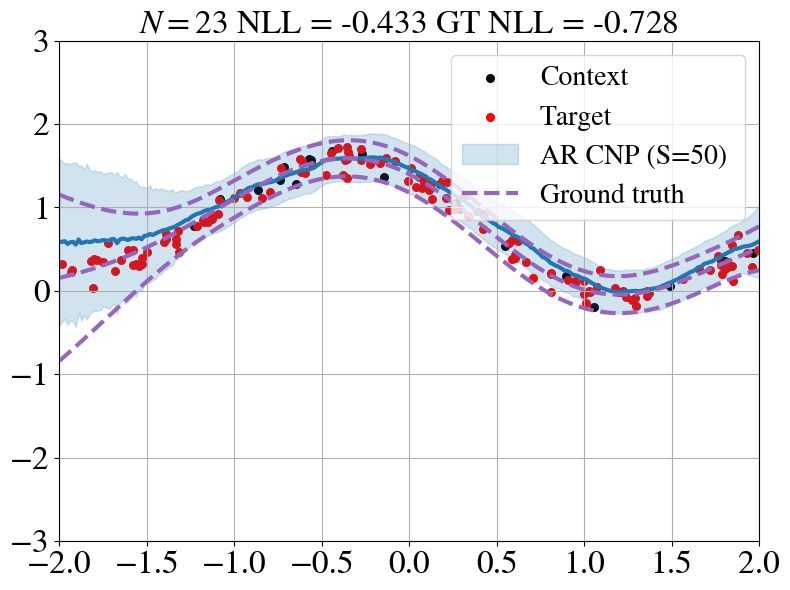 N = 23 NLL = -0.433 GT NLL = -0.728
3
2
1
0
−1
−2
−3
−2.0 −1.5 −1.0 −0.5 0.0 0.5 1.0 1.5 2.0
Context
Target
AR CNP (S=50)
Ground truth